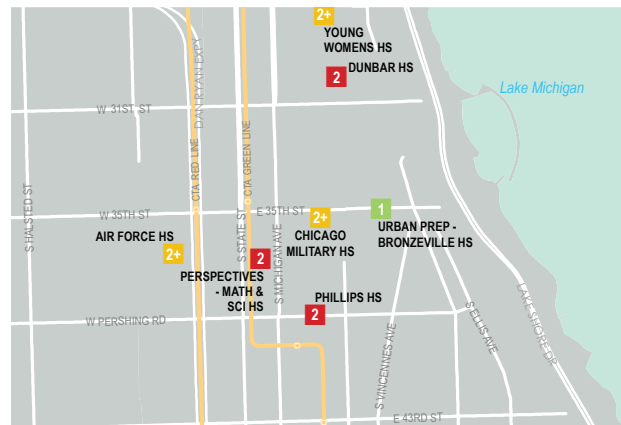 2+
YOUNG
WOMENS HS
2
DUNBAR HS
Lake Michigan
DAN RYAN EXPY
W 31ST ST
CTA RED LINE
CTA GREEN LINE
S HALSTED ST
W 35TH ST
E 35TH ST
2+
1
AIR FORCE HS
2+
S STATE ST
S MICHIGAN AVE
CHICAGO
MILITARY HS
URBAN PREP -
BRONZEVILLE HS
2
PERSPECTIVES
- MATH &
SCI HS
PHILLIPS HS
2
W PERSHING RD
S VINCENNES AVE
S ELLIS AVE
LAKE SHORE DR
E 43RD ST